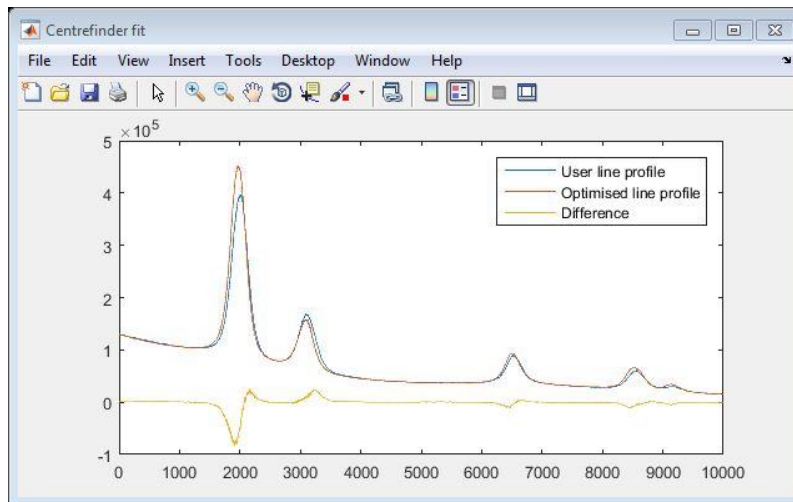 Centrefinder fit
File Edit View Insert Tools Desktop Window Help
× 10^5
5
4
3
2
1
0
-1
User line profile
Optimised line profile
Difference
0 1000 2000 3000 4000 5000 6000 7000 8000 9000 10000